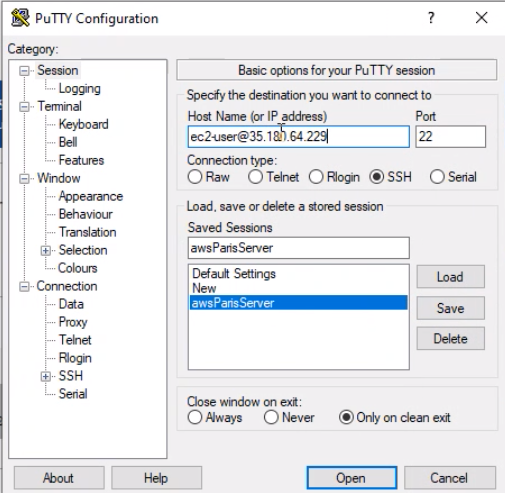 PuTTY Configuration
Category:
Session
Logging
Terminal
Keyboard
Bell
Features
Window
Appearance
Behaviour
Translation
Selection
Colours
Connection
Data
Proxy
Telnet
Rlogin
SSH
Serial
Basic options for your PuTTY session
Specify the destination you want to connect to
Host Name (or IP address) Port
ec2-user@35.180.64.229 22
Connection type:
Raw Telnet Rlogin SSH Serial
Load, save or delete a stored session
Saved Sessions
awsParisServer
Default Settings
New
awsParisServer
Load
Save
Delete
Close window on exit:
Always Never Only on clean exit
About Help Open Cancel